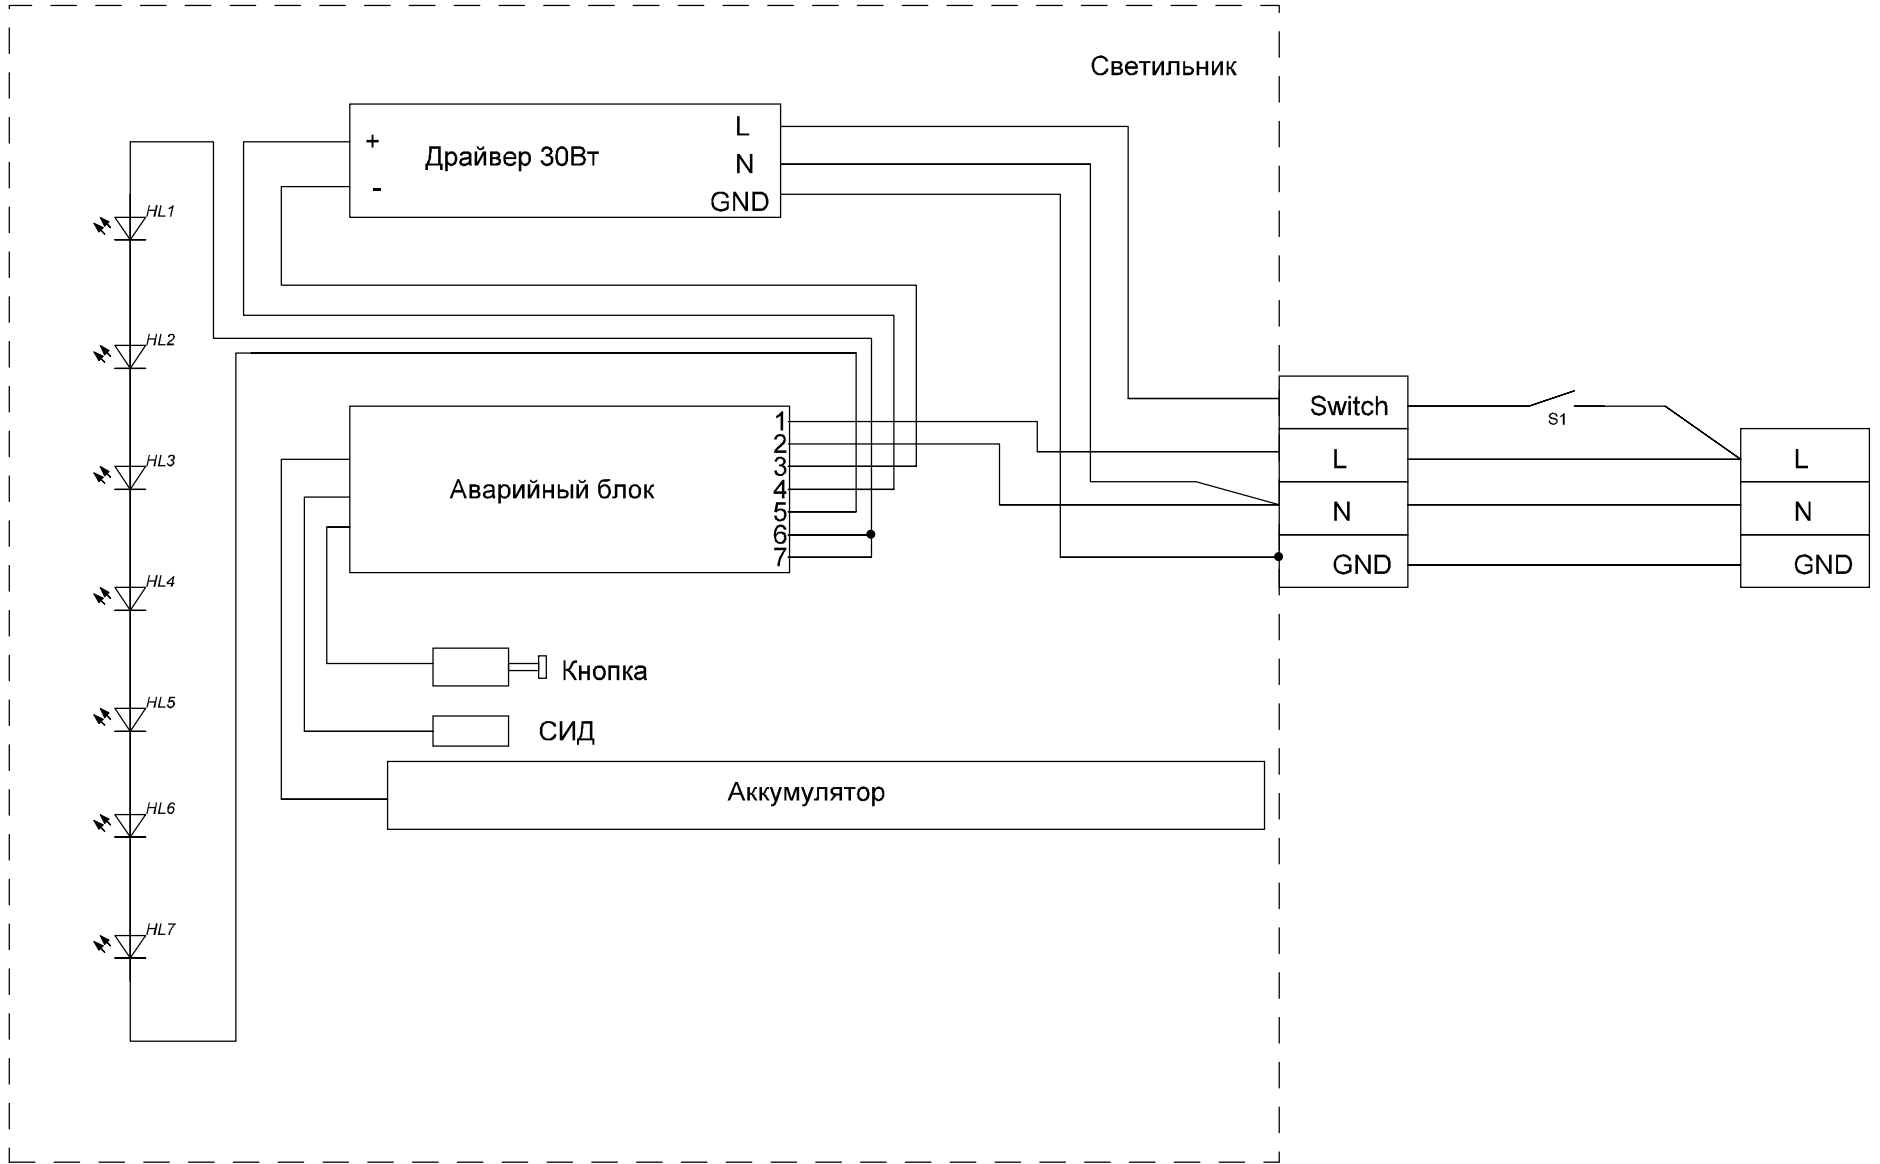 Светильник
+
Драйвер 30Вт
L
-
N
GND
HL1
HL2
HL3
HL4
HL5
HL6
HL7
Аварийный блок
1
2
3
4
5
6
7
Switch
S1
L
L
N
N
GND
GND
Кнопка
СИД
Аккумулятор